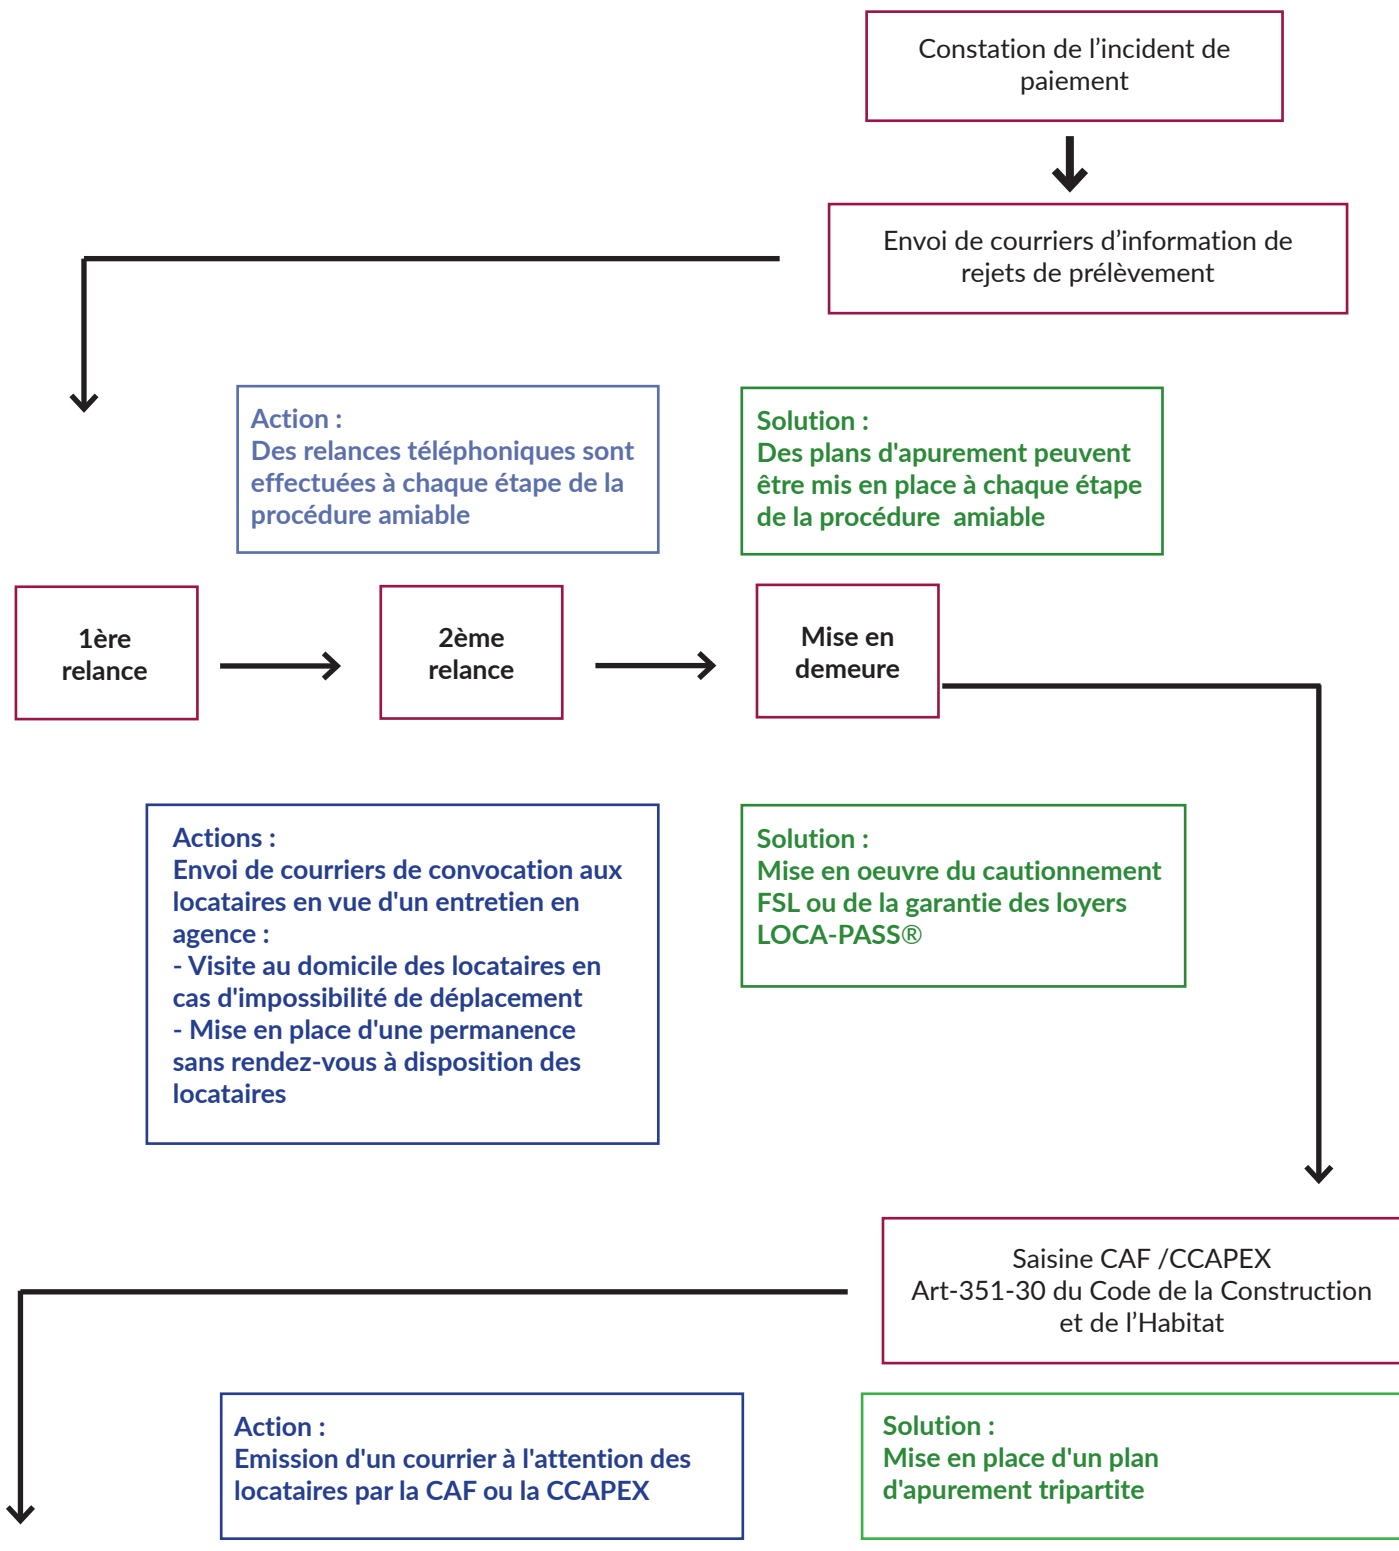 Constation de l’incident de
paiement
Envoi de courriers d’information de
rejets de prélèvement
Action :
Des relances téléphoniques sont
effectuées à chaque étape de la
procédure amiable
Solution :
Des plans d'apurement peuvent
être mis en place à chaque étape
de la procédure  amiable
1ère
relance
2ème
relance
Mise en
demeure
Actions :
Envoi de courriers de convocation aux
locataires en vue d'un entretien en
agence :
- Visite au domicile des locataires en
cas d'impossibilité de déplacement
- Mise en place d'une permanence
sans rendez-vous à disposition des
locataires
Solution :
Mise en oeuvre du cautionnement
FSL ou de la garantie des loyers
LOCA-PASS®
Saisine CAF /CCAPEX
Art-351-30 du Code de la Construction
et de l’Habitat
Action :
Emission d'un courrier à l'attention des
locataires par la CAF ou la CCAPEX
Solution :
Mise en place d'un plan
d'apurement tripartite